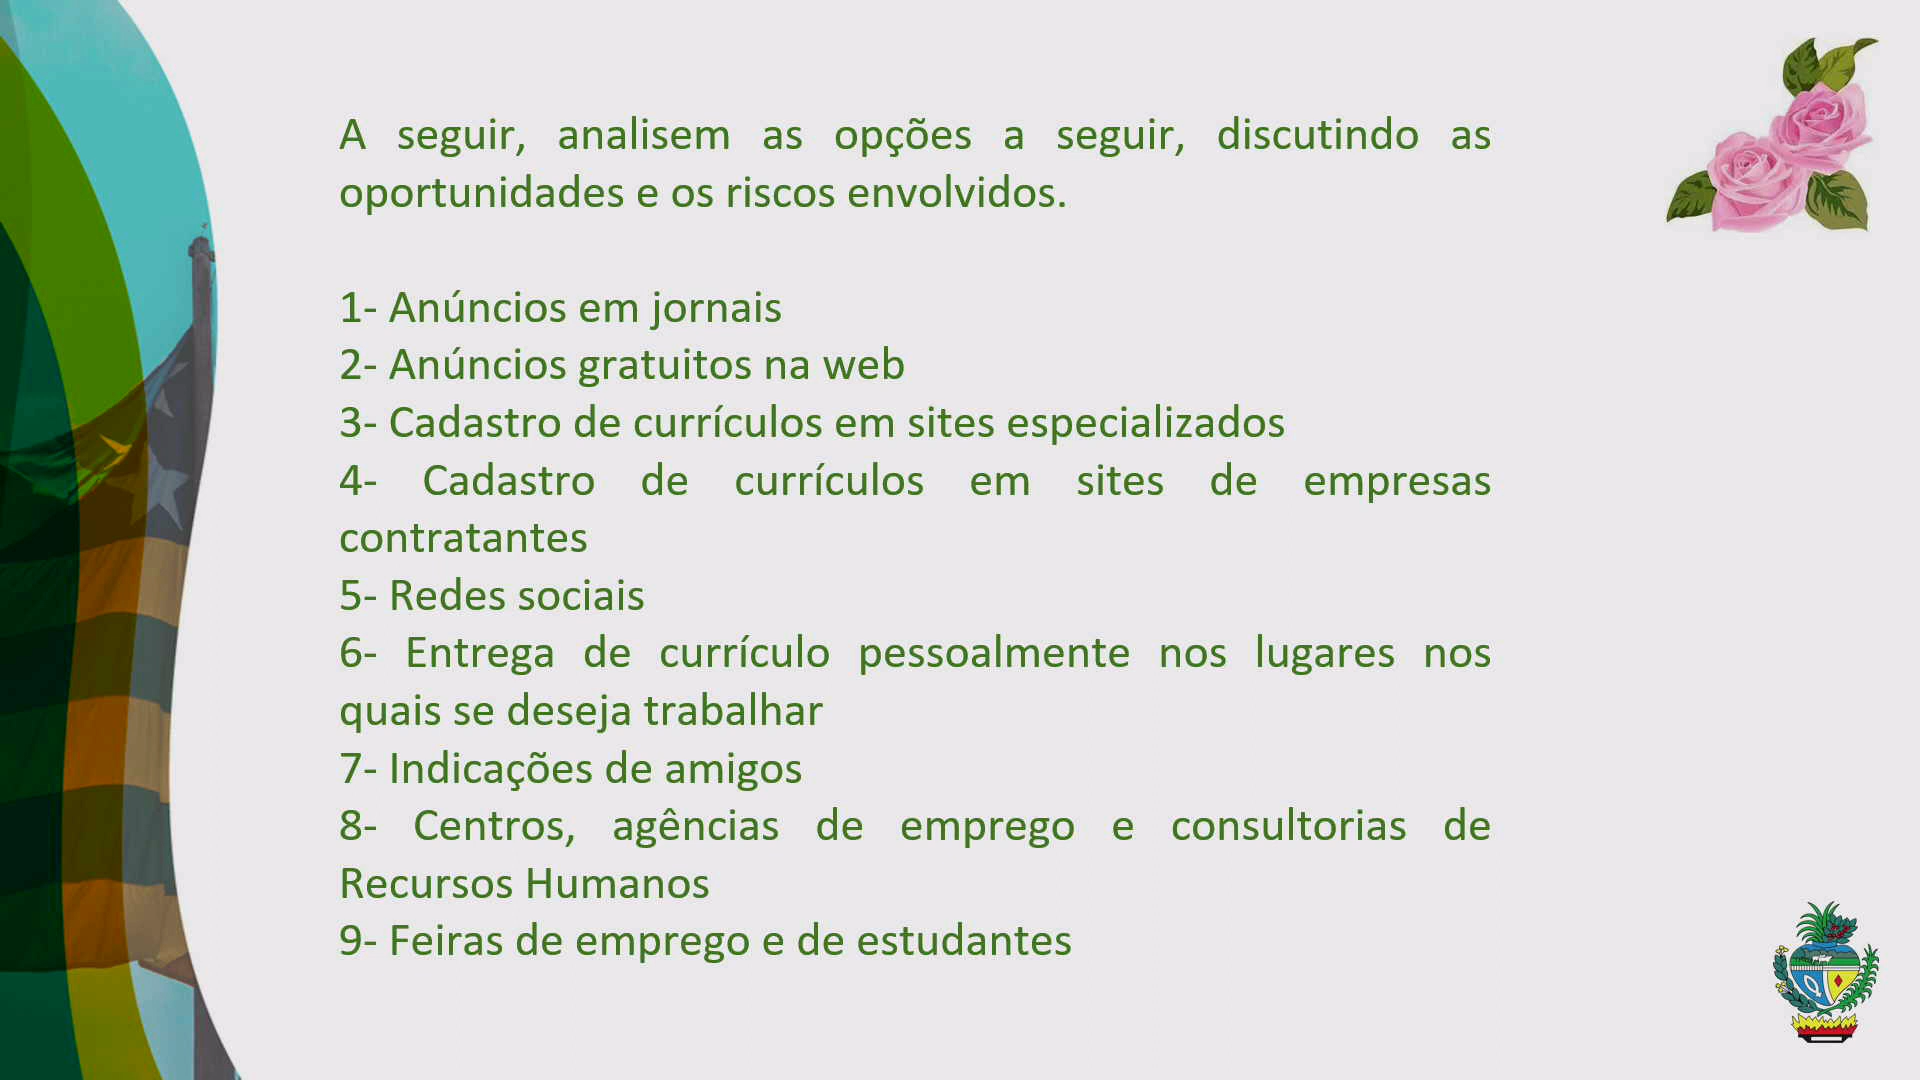 A seguir, analisem as opções a seguir, discutindo as
oportunidades e os riscos envolvidos.
1- Anúncios em jornais
2- Anúncios gratuitos na web
3- Cadastro de currículos em sites especializados
4- Cadastro de currículos em sites de empresas
contratantes
5- Redes sociais
6- Entrega de currículo pessoalmente nos lugares nos
quais se deseja trabalhar
7- Indicações de amigos
8- Centros, agências de emprego e consultorias de
Recursos Humanos
9- Feiras de emprego e de estudantes